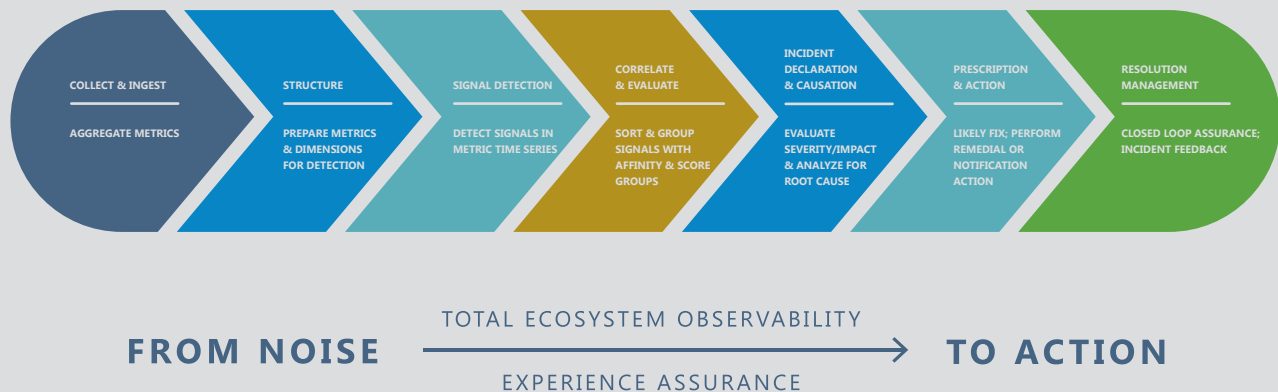 COLLECT & INGEST
AGGREGATE METRICS
STRUCTURE
PREPARE METRICS
& DIMENSIONS
FOR DETECTION
SIGNAL DETECTION
DETECT SIGNALS IN
METRIC TIME SERIES
CORRELATE
& EVALUATE
SORT & GROUP
SIGNALS WITH
AFFINITY & SCORE
GROUPS
INCIDENT
DECLARATION
& CAUSATION
EVALUATE
SEVERITY/IMPACT
& ANALYZE FOR
ROOT CAUSE
PRESCRIPTION
& ACTION
LIKELY FIX; PERFORM
REMEDIAL OR
NOTIFICATION
ACTION
RESOLUTION
MANAGEMENT
CLOSED LOOP ASSURANCE;
INCIDENT FEEDBACK
FROM NOISE
TOTAL ECOSYSTEM OBSERVABILITY
EXPERIENCE ASSURANCE
TO ACTION